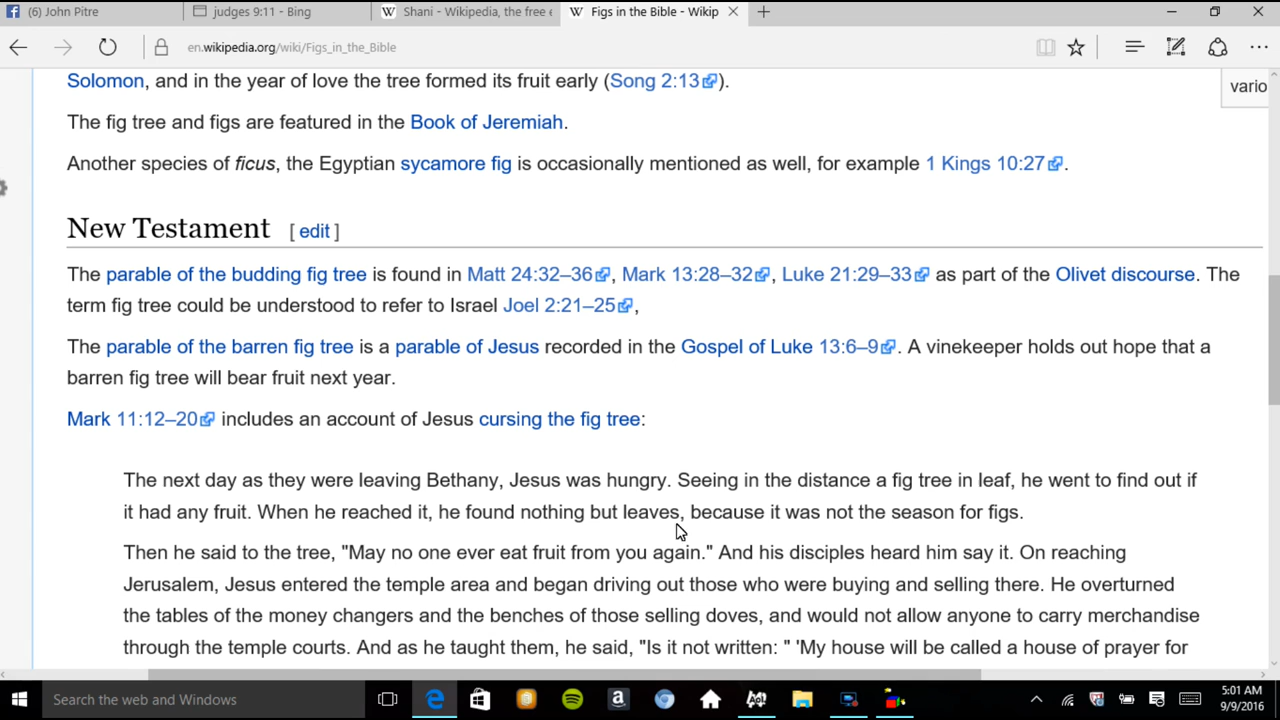 (6) John Pitre
judges 9:11 - Bing
Shani - Wikipedia, the free e
Figs in the Bible - Wikip
en.wikipedia.org/wiki/Figs_in_the_Bible
Solomon, and in the year of love the tree formed its fruit early (Song 2:13).
vario
The fig tree and figs are featured in the Book of Jeremiah.
Another species of ficus, the Egyptian sycamore fig is occasionally mentioned as well, for example 1 Kings 10:27.
New Testament [ edit ]
The parable of the budding fig tree is found in Matt 24:32–36, Mark 13:28–32, Luke 21:29–33 as part of the Olivet discourse. The
term fig tree could be understood to refer to Israel Joel 2:21–25,
The parable of the barren fig tree is a parable of Jesus recorded in the Gospel of Luke 13:6–9. A vinekeeper holds out hope that a
barren fig tree will bear fruit next year.
Mark 11:12–20 includes an account of Jesus cursing the fig tree:
The next day as they were leaving Bethany, Jesus was hungry. Seeing in the distance a fig tree in leaf, he went to find out if
it had any fruit. When he reached it, he found nothing but leaves, because it was not the season for figs.
Then he said to the tree, "May no one ever eat fruit from you again." And his disciples heard him say it. On reaching
Jerusalem, Jesus entered the temple area and began driving out those who were buying and selling there. He overturned
the tables of the money changers and the benches of those selling doves, and would not allow anyone to carry merchandise
through the temple courts. And as he taught them, he said, "Is it not written: " 'My house will be called a house of prayer for
Search the web and Windows
5:01 AM
9/9/2016